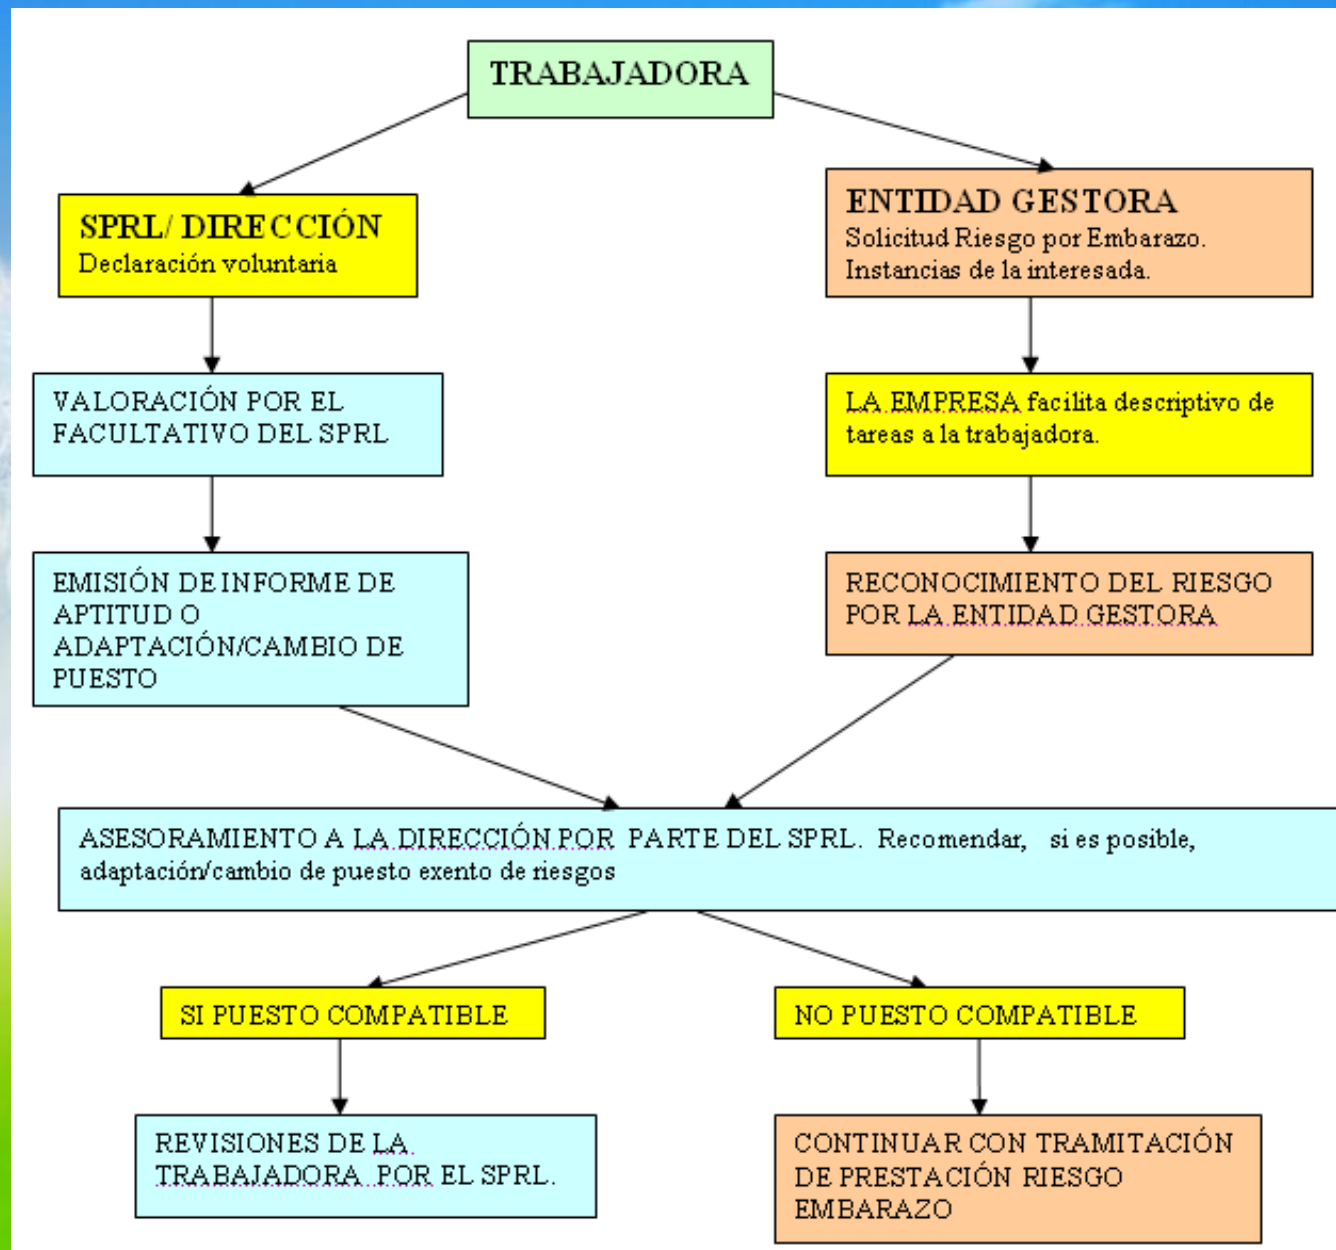 TRABAJADORA
SPRL/ DIRECCIÓN
Declaración voluntaria
ENTIDAD GESTORA
Solicitud Riesgo por Embarazo.
Instancias de la interesada.
VALORACIÓN POR EL
FACULTATIVO DEL SPRL
LA EMPRESA facilita descriptivo de
tareas a la trabajadora.
EMISIÓN DE INFORME DE
APTITUD O
ADAPTACIÓN/CAMBIO DE
PUESTO
RECONOCIMIENTO DEL RIESGO
POR LA ENTIDAD GESTORA
ASESORAMIENTO A LA DIRECCIÓN POR PARTE DEL SPRL. Recomendar, si es posible,
adaptación/cambio de puesto exento de riesgos
SI PUESTO COMPATIBLE
NO PUESTO COMPATIBLE
REVISIONES DE LA
TRABAJADORA POR EL SPRL.
CONTINUAR CON TRAMITACIÓN
DE PRESTACIÓN RIESGO
EMBARAZO